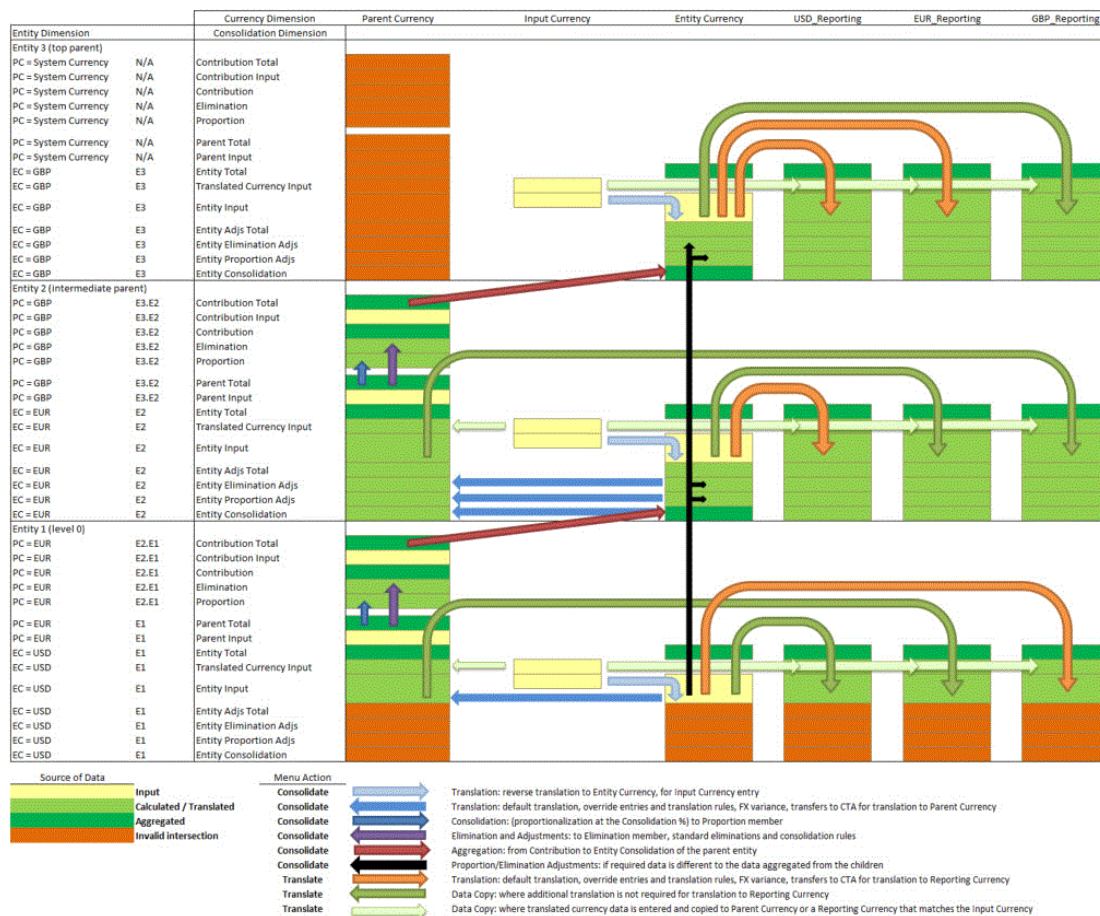 Currency Dimension Parent Currency Input Currency Entity Currency USD_Reporting EUR_Reporting GBP_Reporting
Entity Dimension Consolidation Dimension
Entity 3 (top parent)
PC = System Currency N/A Contribution Total
PC = System Currency N/A Contribution Input
PC = System Currency N/A Contribution
PC = System Currency N/A Elimination
PC = System Currency N/A Proportion
PC = System Currency N/A Parent Total
PC = System Currency N/A Parent Input
EC = GBP E3 Entity Total
EC = GBP E3 Translated Currency Input
EC = GBP E3 Entity Input
EC = GBP E3 Entity Adjs Total
EC = GBP E3 Entity Elimination Adjs
EC = GBP E3 Entity Proportion Adjs
EC = GBP E3 Entity Consolidation
Entity 2 (intermediate parent)
PC = GBP E3.E2 Contribution Total
PC = GBP E3.E2 Contribution Input
PC = GBP E3.E2 Contribution
PC = GBP E3.E2 Elimination
PC = GBP E3.E2 Proportion
PC = GBP E3.E2 Parent Total
PC = GBP E3.E2 Parent Input
EC = EUR E2 Entity Total
EC = EUR E2 Translated Currency Input
EC = EUR E2 Entity Input
EC = EUR E2 Entity Adjs Total
EC = EUR E2 Entity Elimination Adjs
EC = EUR E2 Entity Proportion Adjs
EC = EUR E2 Entity Consolidation
Entity 1 (level 0)
PC = EUR E2.E1 Contribution Total
PC = EUR E2.E1 Contribution Input
PC = EUR E2.E1 Contribution
PC = EUR E2.E1 Elimination
PC = EUR E2.E1 Proportion
PC = EUR E1 Parent Total
PC = EUR E1 Parent Input
EC = USD E1 Entity Total
EC = USD E1 Translated Currency Input
EC = USD E1 Entity Input
EC = USD E1 Entity Adjs Total
EC = USD E1 Entity Elimination Adjs
EC = USD E1 Entity Proportion Adjs
EC = USD E1 Entity Consolidation
Source of Data Menu Action
Input Consolidate Translation: reverse translation to Entity Currency, for Input Currency entry
Calculated / Translated Consolidate Translation: default translation, override entries and translation rules, FX variance, transfers to CTA for translation to Parent Currency
Aggregated Consolidate Consolidation: (proportionalization at the Consolidation %) to Proportion member
Invalid intersection Consolidate Elimination and Adjustments: to Elimination member, standard eliminations and consolidation rules
Consolidate Aggregation: from Contribution to Entity Consolidation of the parent entity
Consolidate Proportion/Elimination Adjustments: if required data is different to the data aggregated from the children
Translate Translation: default translation, override entries and translation rules, FX variance, transfers to CTA for translation to Reporting Currency
Translate Data Copy: where additional translation is not required for translation to Reporting Currency
Translate Data Copy: where translated currency data is entered and copied to Parent Currency or a Reporting Currency that matches the Input Currency